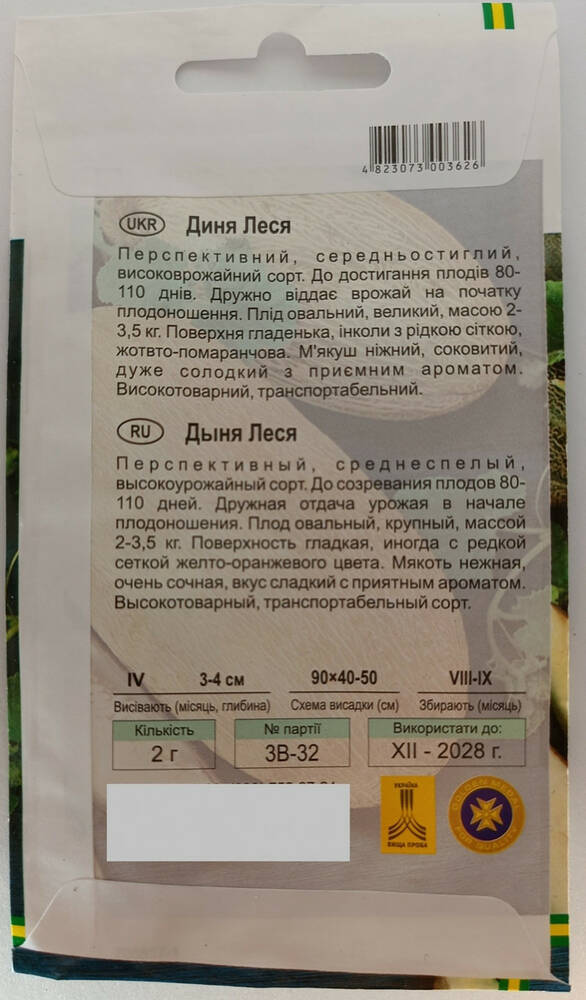 4 823073 003626
UKR Диня Леся
Перспективний, середньостиглий,
високоврожайний сорт. До достигання плодів 80-
110 днів. Дружно віддає врожай на початку
плодоношення. Плід овальний, великий, масою 2-
3,5 кг. Поверхня гладенька, інколи з рідкою сіткою,
жотвто-помаранчова. М'якуш ніжний, соковитий,
дуже солодкий з приємним ароматом.
Високотоварний, транспортабельний.
RU Дыня Леся
Перспективный, среднеспелый,
высокоурожайный сорт. До созревания плодов 80-
110 дней. Дружная отдача урожая в начале
плодоношения. Плод овальный, крупный, массой
2-3,5 кг. Поверхность гладкая, иногда с редкой
сеткой желто-оранжевого цвета. Мякоть нежная,
очень сочная, вкус сладкий с приятным ароматом.
Высокотоварный, транспортабельный сорт.
IV 3-4 см 90×40-50 VIII-IX
Висівають (місяць, глибина) Схема висадки (см) Збирають (місяць)
Кількість № партії Використати до:
2 г ЗВ-32 XII - 2028 г.
УКРАЇНА
ВИЩА ПРОБА
GOLDEN MEDAL
FOR QUALITY